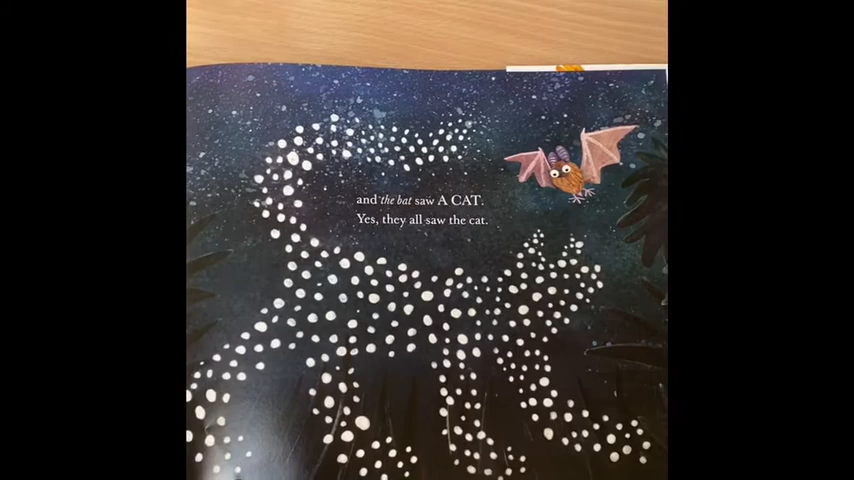 and the bat saw A CAT.
Yes, they all saw the cat.